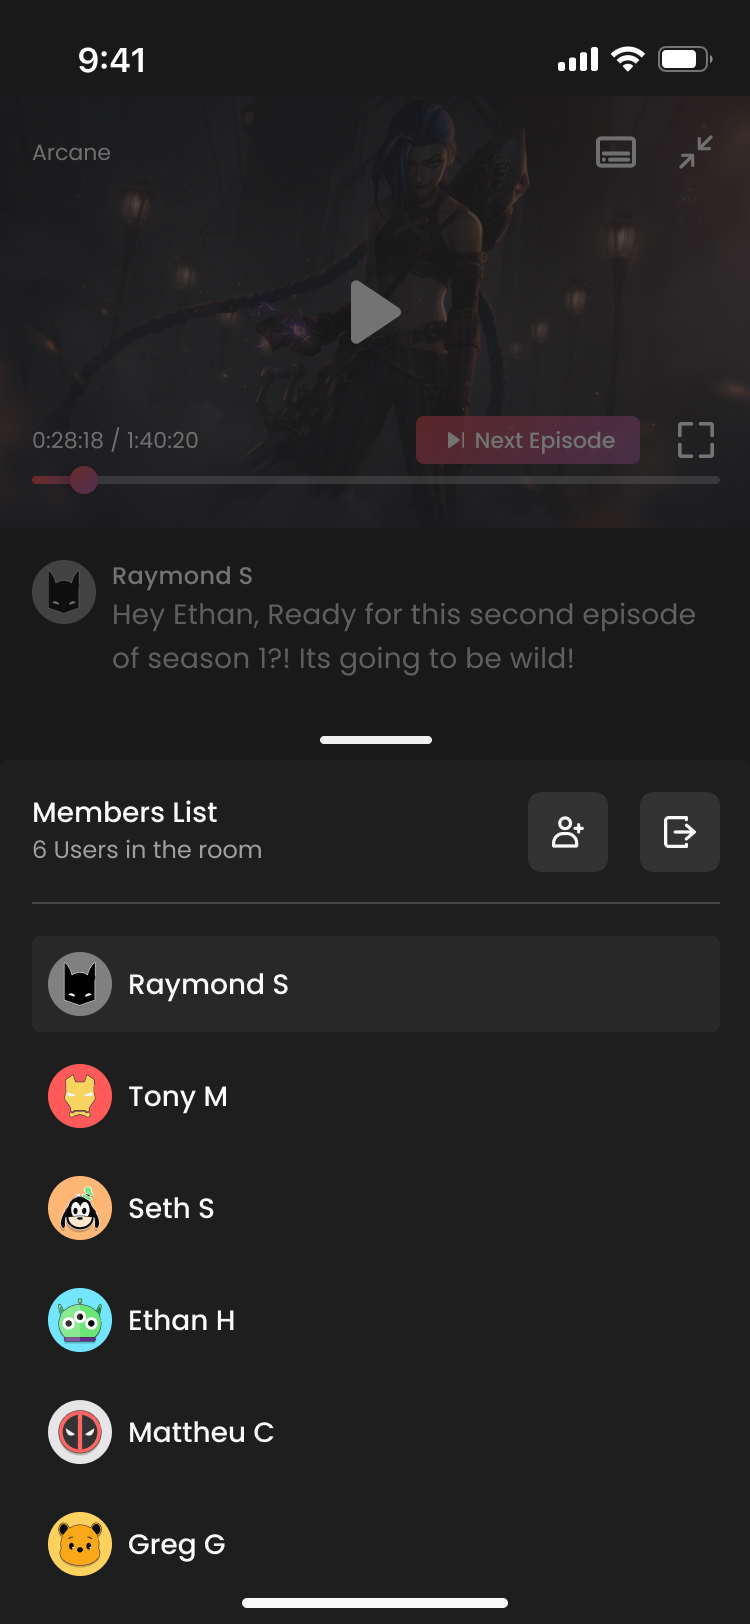 9:41
Arcane
0:28:18 / 1:40:20
Next Episode
Raymond S
Hey Ethan, Ready for this second episode
of season 1?! Its going to be wild!
Members List
6 Users in the room
Raymond S
Tony M
Seth S
Ethan H
Mattheu C
Greg G